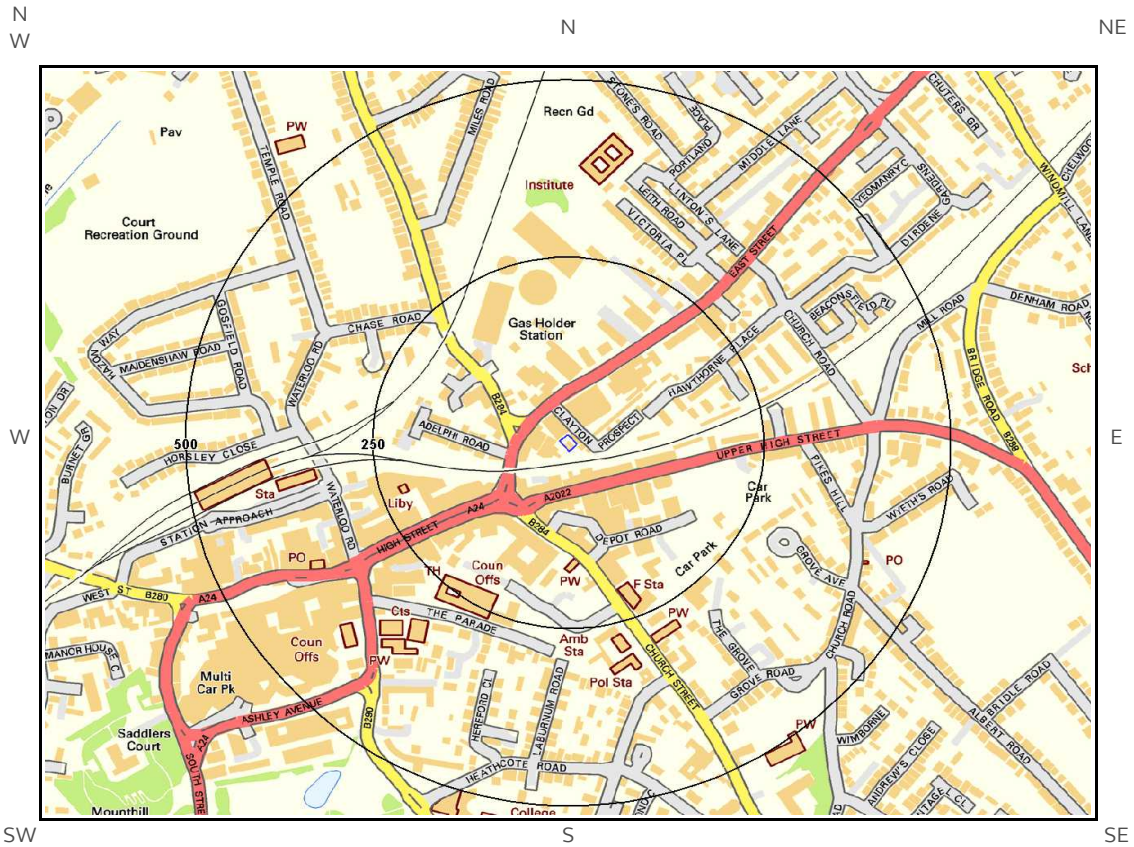 N
W
N
NE
Pav
PW
TEMPLE ROAD
MILES ROAD
Recn Gd
STONE'S ROAD
PORTLAND
PLACE
MIDDLE LANE
CHUTERS GR
Institute
LINTON'S LANE
LEITH ROAD
VICTORIA PL
YEOMANRY C
GARDENS
DIRDENE
WINDMILL LANE
Court
Recreation Ground
EAST STREET
GOSFIELD ROAD
CHASE ROAD
HAZON
WAY
MAIDENSHAW ROAD
WATERLOO RD
Gas Holder
Station
BEACONSFIELD PL
CHURCH ROAD
MILL ROAD
DENHAM ROAD
HAWTHORNE PLACE
BRIDGE ROAD
B288
Sch
BURNET
GR
ON DR
W
E
500
250
HORSLEY CLOSE
ADELPHI ROAD
B284
CLAYTON
PROSPECT
UPPER HIGH STREET
Sta
STATION APPROACH
WATERLOO RD
Liby
HIGH STREET
A24
A2022
B284
DEPOT ROAD
Car
Park
PIKES HILL
WYETH'S ROAD
Car Park
GROVE AVE
PO
PO
WEST ST
B280
A24
TH
Coun
Offs
PW
F Sta
PW
Cts
THE PARADE
Coun
Offs
PW
Amb
Sta
Pol Sta
CHURCH STREET
THE GROVE
GROVE ROAD
CHURCH ROAD
MANOR HOUSE C
Multi
Car Pk
ASHLEY AVENUE
B290
HEREFORD CL
LABURNUM ROAD
HEATHCOTE ROAD
PW
WIMBORNE
BRIDLE ROAD
ALBERT ROAD
ANDREW'S CLOSE
Saddlers
Court
A24
SOUTH STRE
Mounthill
College
SW
S
SE